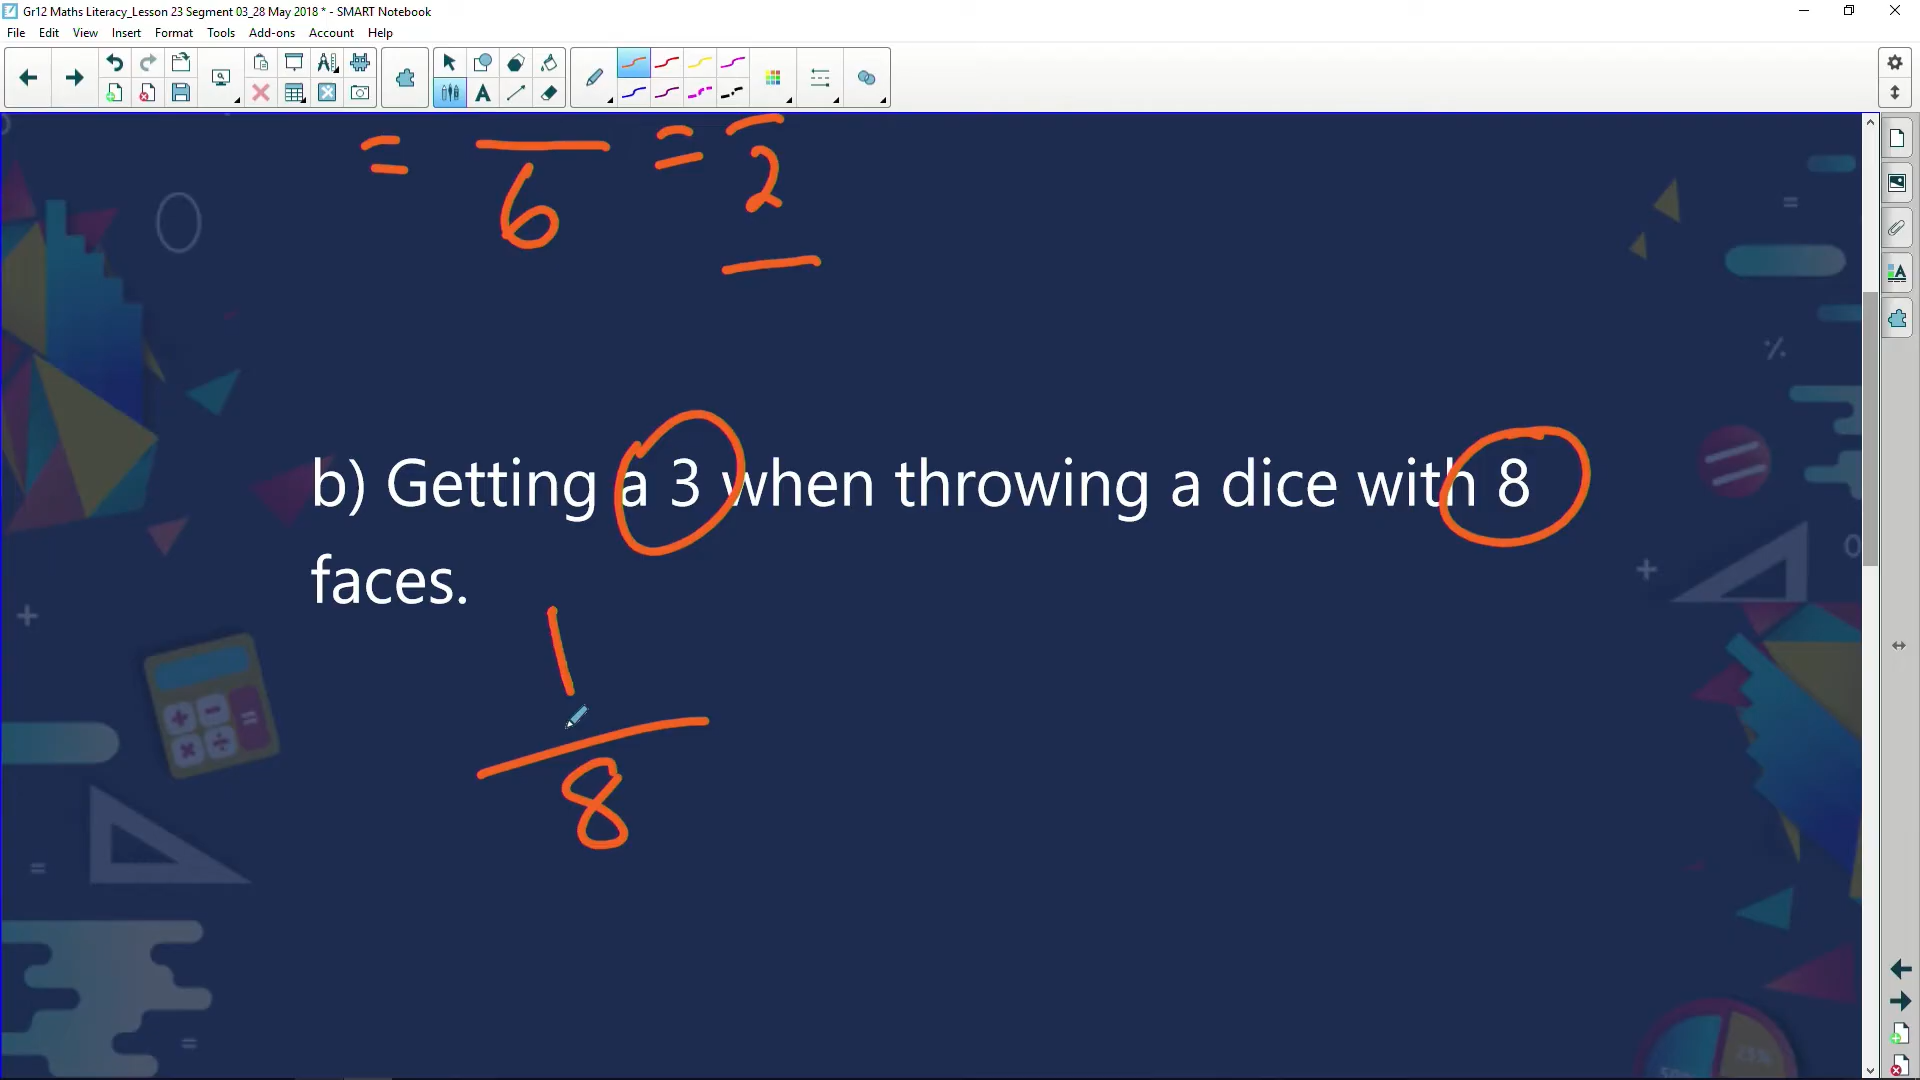 Gr12 Maths Literacy_Lesson 23 Segment 03_28 May 2018 * - SMART Notebook
File Edit View Insert Format Tools Add-ons Account Help
= 6 = 2
b) Getting a 3 when throwing a dice with 8
faces.
1
8